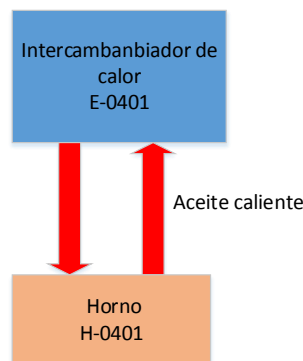 Intercambanbiador de
calor
E-0401
Aceite caliente
Horno
H-0401